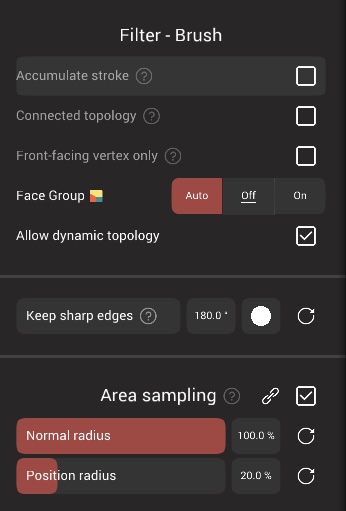 Filter - Brush
Accumulate stroke ?
Connected topology ?
Front-facing vertex only ?
Face Group Auto Off On
Allow dynamic topology
Keep sharp edges ? 180.0 °
Area sampling ?
Normal radius 100.0 %
Position radius 20.0 %